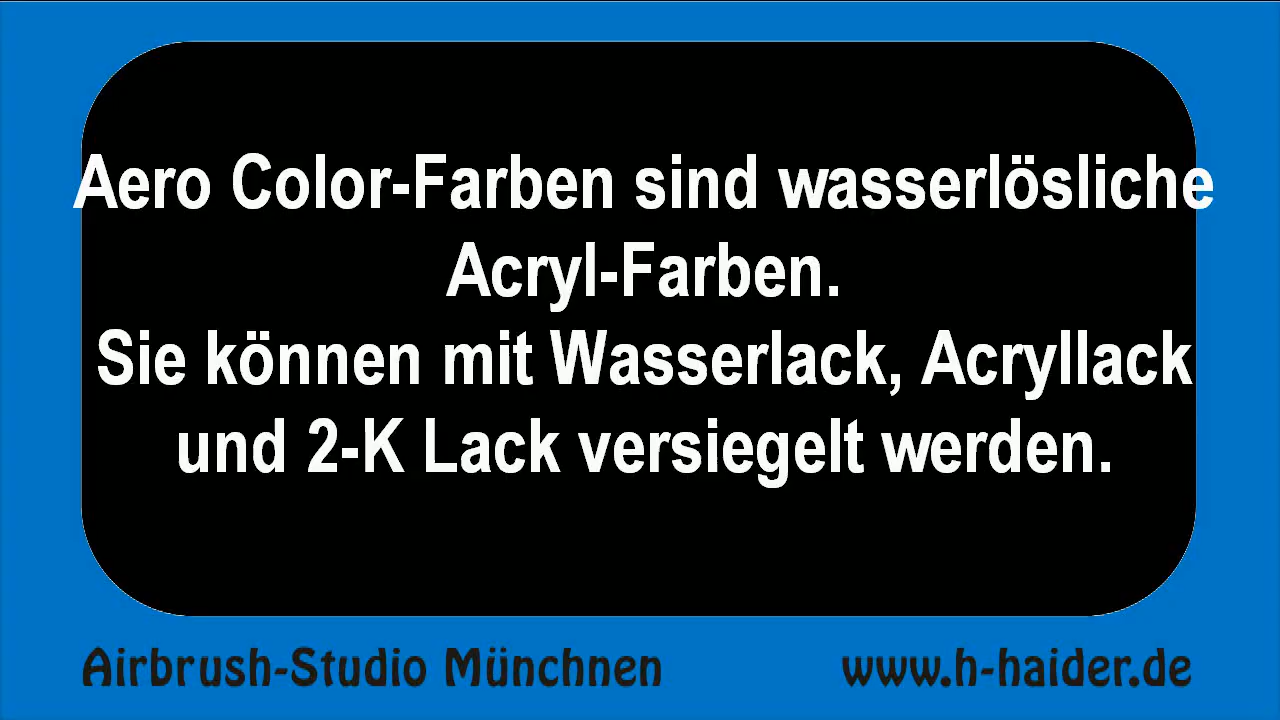 Aero Color-Farben sind wasserlösliche
Acryl-Farben.
Sie können mit Wasserlack, Acryllack
und 2-K Lack versiegelt werden.
Airbrush-Studio Münchnen
www.h-haider.de